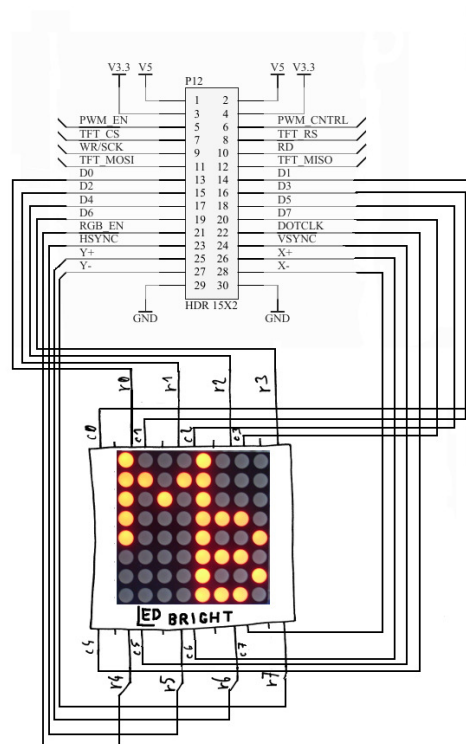 V3.3 V5 V5 V3.3
P12
1 2
3 4
PWM_EN 5 6 PWM_CNTRL
TFT_CS 7 8 TFT_RS
WR/SCK 9 10 RD
TFT_MOSI 11 12 TFT_MISO
D0 13 14 D1
D2 15 16 D3
D4 17 18 D5
D6 19 20 D7
RGB_EN 21 22 DOTCLK
HSYNC 23 24 VSYNC
Y+ 25 26 X+
Y- 27 28 X-
29 30
GND HDR 15X2 GND
r0 r1 r2 r3
c0 c1 c2 c3
LED BRIGHT
c4 c5 c6 c7
r4 r5 r6 r7